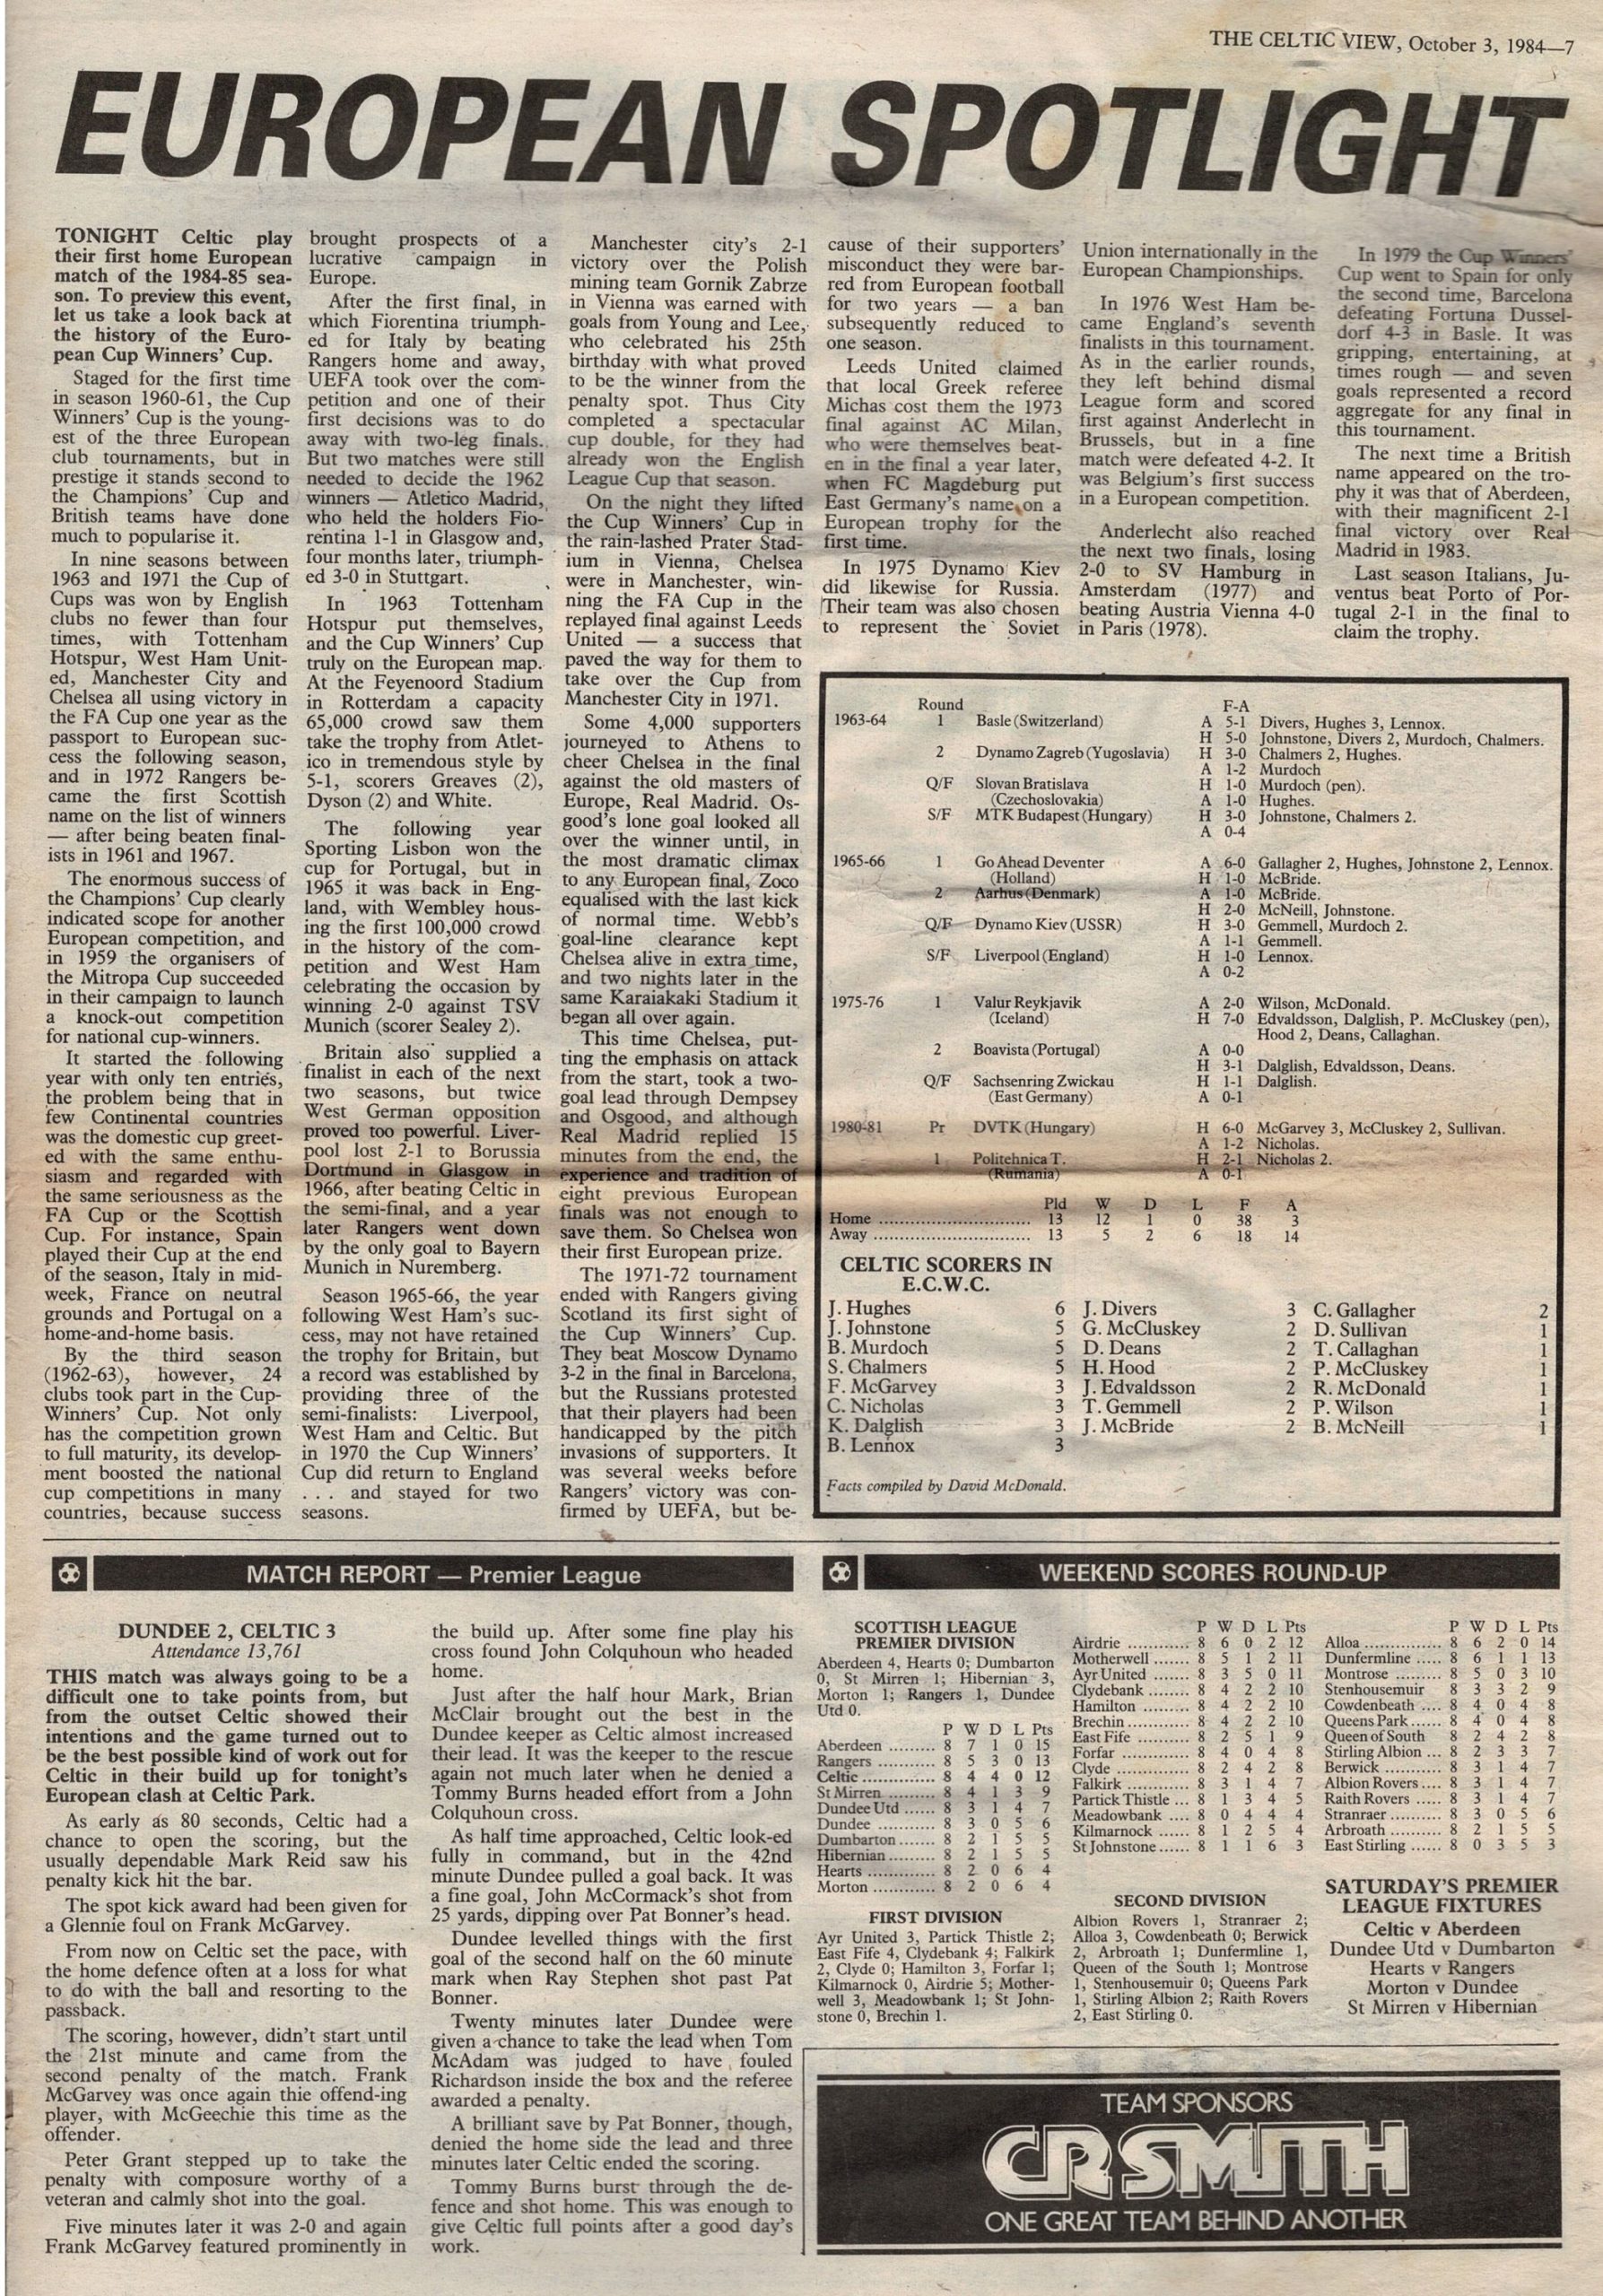 THE CELTIC VIEW, October 3, 1984—7
EUROPEAN SPOTLIGHT
TONIGHT Celtic play
their first home European
match of the 1984-85 sea-
son. To preview this event,
let us take a look back at
the history of the Euro-
pean Cup Winners' Cup.
Staged for the first time
in season 1960-61, the Cup
Winners' Cup is the young-
est of the three European
club tournaments, but in
prestige it stands second to
the Champions' Cup and
British teams have done
much to popularise it.
In nine seasons between
1963 and 1971 the Cup of
Cups was won by English
clubs no fewer than four
times, with Tottenham
Hotspur, West Ham Unit-
ed, Manchester City and
Chelsea all using victory in
the FA Cup one year as the
passport to European suc-
cess the following season,
and in 1972 Rangers be-
came the first Scottish
name on the list of winners
— after being beaten final-
ists in 1961 and 1967.
The enormous success of
the Champions' Cup clearly
indicated scope for another
European competition, and
in 1959 the organisers of
the Mitropa Cup succeeded
in their campaign to launch
a knock-out competition
for national cup-winners.
It started the following
year with only ten entries,
the problem being that in
few Continental countries
was the domestic cup greet-
ed with the same enthu-
siasm and regarded with
the same seriousness as the
FA Cup or the Scottish
Cup. For instance, Spain
played their Cup at the end
of the season, Italy in mid-
week, France on neutral
grounds and Portugal on a
home-and-home basis.
By the third season
(1962-63), however, 24
clubs took part in the Cup-
Winners' Cup. Not only
has the competition grown
to full maturity, its develop-
ment boosted the national
cup competitions in many
countries, because success
brought prospects of a
lucrative campaign in
Europe.
After the first final, in
which Fiorentina triumph-
ed for Italy by beating
Rangers home and away,
UEFA took over the com-
petition and one of their
first decisions was to do
away with two-leg finals.
But two matches were still
needed to decide the 1962
winners — Atletico Madrid,
who held the holders Fio-
rentina 1-1 in Glasgow and,
four months later, triumph-
ed 3-0 in Stuttgart.
In 1963 Tottenham
Hotspur put themselves,
and the Cup Winners' Cup
truly on the European map.
At the Feyenoord Stadium
in Rotterdam a capacity
65,000 crowd saw them
take the trophy from Atlet-
ico in tremendous style by
5-1, scorers Greaves (2),
Dyson (2) and White.
The following year
Sporting Lisbon won the
cup for Portugal, but in
1965 it was back in Eng-
land, with Wembley hous-
ing the first 100,000 crowd
in the history of the com-
petition and West Ham
celebrating the occasion by
winning 2-0 against TSV
Munich (scorer Sealey 2).
Britain also supplied a
finalist in each of the next
two seasons, but twice
West German opposition
proved too powerful. Liver-
pool lost 2-1 to Borussia
Dortmund in Glasgow in
1966, after beating Celtic in
the semi-final, and a year
later Rangers went down
by the only goal to Bayern
Munich in Nuremberg.
Season 1965-66, the year
following West Ham's suc-
cess, may not have retained
the trophy for Britain, but
a record was established by
providing three of the
semi-finalists: Liverpool,
West Ham and Celtic. But
in 1970 the Cup Winners'
Cup did return to England
. . . and stayed for two
seasons.
Manchester city's 2-1
victory over the Polish
mining team Gornik Zabrze
in Vienna was earned with
goals from Young and Lee,
who celebrated his 25th
birthday with what proved
to be the winner from the
penalty spot. Thus City
completed a spectacular
cup double, for they had
already won the English
League Cup that season.
On the night they lifted
the Cup Winners' Cup in
the rain-lashed Prater Stad-
ium in Vienna, Chelsea
were in Manchester, win-
ning the FA Cup in the
replayed final against Leeds
United — a success that
paved the way for them to
take over the Cup from
Manchester City in 1971.
Some 4,000 supporters
journeyed to Athens to
cheer Chelsea in the final
against the old masters of
Europe, Real Madrid. Os-
good's lone goal looked all
over the winner until, in
the most dramatic climax
to any European final, Zoco
equalised with the last kick
of normal time. Webb's
goal-line clearance kept
Chelsea alive in extra time,
and two nights later in the
same Karaiakaki Stadium it
began all over again.
This time Chelsea, put-
ting the emphasis on attack
from the start, took a two-
goal lead through Dempsey
and Osgood, and although
Real Madrid replied 15
minutes from the end, the
experience and tradition of
eight previous European
finals was not enough to
save them. So Chelsea won
their first European prize.
The 1971-72 tournament
ended with Rangers giving
Scotland its first sight of
the Cup Winners' Cup.
They beat Moscow Dynamo
3-2 in the final in Barcelona,
but the Russians protested
that their players had been
handicapped by the pitch
invasions of supporters. It
was several weeks before
Rangers' victory was con-
firmed by UEFA, but be-
cause of their supporters'
misconduct they were bar-
red from European football
for two years — a ban
subsequently reduced to
one season.
Leeds United claimed
that local Greek referee
Michas cost them the 1973
final against AC Milan,
who were themselves beat-
en in the final a year later,
when FC Magdeburg put
East Germany's name on a
European trophy for the
first time.
In 1975 Dynamo Kiev
did likewise for Russia.
Their team was also chosen
to represent the Soviet
Union internationally in the
European Championships.
In 1976 West Ham be-
came England's seventh
finalists in this tournament.
As in the earlier rounds,
they left behind dismal
League form and scored
first against Anderlecht in
Brussels, but in a fine
match were defeated 4-2. It
was Belgium's first success
in a European competition.
Anderlecht also reached
the next two finals, losing
2-0 to SV Hamburg in
Amsterdam (1977) and
beating Austria Vienna 4-0
in Paris (1978).
In 1979 the Cup Winners'
Cup went to Spain for only
the second time, Barcelona
defeating Fortuna Dussel-
dorf 4-3 in Basle. It was
gripping, entertaining, at
times rough — and seven
goals represented a record
aggregate for any final in
this tournament.
The next time a British
name appeared on the tro-
phy it was that of Aberdeen,
with their magnificent 2-1
final victory over Real
Madrid in 1983.
Last season Italians, Ju-
ventus beat Porto of Por-
tugal 2-1 in the final to
claim the trophy.
Round F-A
1963-64 1 Basle (Switzerland) A 5-1 Divers, Hughes 3, Lennox.
H 5-0 Johnstone, Divers 2, Murdoch, Chalmers.
2 Dynamo Zagreb (Yugoslavia) H 3-0 Chalmers 2, Hughes.
A 1-2 Murdoch
Q/F Slovan Bratislava H 1-0 Murdoch (pen).
(Czechoslovakia) A 1-0 Hughes.
S/F MTK Budapest (Hungary) H 3-0 Johnstone, Chalmers 2.
A 0-4
1965-66 1 Go Ahead Deventer A 6-0 Gallagher 2, Hughes, Johnstone 2, Lennox.
(Holland) H 1-0 McBride.
2 Aarhus (Denmark) A 1-0 McBride.
H 2-0 McNeill, Johnstone.
Q/F Dynamo Kiev (USSR) H 3-0 Gemmell, Murdoch 2.
A 1-1 Gemmell.
S/F Liverpool (England) H 1-0 Lennox.
A 0-2
1975-76 1 Valur Reykjavik A 2-0 Wilson, McDonald.
(Iceland) H 7-0 Edvaldsson, Dalglish, P. McCluskey (pen),
Hood 2, Deans, Callaghan.
2 Boavista (Portugal) A 0-0
H 3-1 Dalglish, Edvaldsson, Deans.
Q/F Sachsenring Zwickau H 1-1 Dalglish.
(East Germany) A 0-1
1980-81 Pr DVTK (Hungary) H 6-0 McGarvey 3, McCluskey 2, Sullivan.
A 1-2 Nicholas.
1 Politehnica T. H 2-1 Nicholas 2.
(Rumania) A 0-1
Pld W D L F A
Home ............................... 13 12 1 0 38 3
Away ............................... 13 5 2 6 18 14
CELTIC SCORERS IN
E.C.W.C.
J. Hughes 6 J. Divers 3 C. Gallagher 2
J. Johnstone 5 G. McCluskey 2 D. Sullivan 1
B. Murdoch 5 D. Deans 2 T. Callaghan 1
S. Chalmers 5 H. Hood 2 P. McCluskey 1
F. McGarvey 3 J. Edvaldsson 2 R. McDonald 1
C. Nicholas 3 T. Gemmell 2 P. Wilson 1
K. Dalglish 3 J. McBride 2 B. McNeill 1
B. Lennox 3
Facts compiled by David McDonald.
MATCH REPORT — Premier League
DUNDEE 2, CELTIC 3
Attendance 13,761
THIS match was always going to be a
difficult one to take points from, but
from the outset Celtic showed their
intentions and the game turned out to
be the best possible kind of work out for
Celtic in their build up for tonight's
European clash at Celtic Park.
As early as 80 seconds, Celtic had a
chance to open the scoring, but the
usually dependable Mark Reid saw his
penalty kick hit the bar.
The spot kick award had been given for
a Glennie foul on Frank McGarvey.
From now on Celtic set the pace, with
the home defence often at a loss for what
to do with the ball and resorting to the
passback.
The scoring, however, didn't start until
the 21st minute and came from the
second penalty of the match. Frank
McGarvey was once again thie offend-ing
player, with McGeechie this time as the
offender.
Peter Grant stepped up to take the
penalty with composure worthy of a
veteran and calmly shot into the goal.
Five minutes later it was 2-0 and again
Frank McGarvey featured prominently in
the build up. After some fine play his
cross found John Colquhoun who headed
home.
Just after the half hour Mark, Brian
McClair brought out the best in the
Dundee keeper as Celtic almost increased
their lead. It was the keeper to the rescue
again not much later when he denied a
Tommy Burns headed effort from a John
Colquhoun cross.
As half time approached, Celtic look-ed
fully in command, but in the 42nd
minute Dundee pulled a goal back. It was
a fine goal, John McCormack's shot from
25 yards, dipping over Pat Bonner's head.
Dundee levelled things with the first
goal of the second half on the 60 minute
mark when Ray Stephen shot past Pat
Bonner.
Twenty minutes later Dundee were
given a chance to take the lead when Tom
McAdam was judged to have fouled
Richardson inside the box and the referee
awarded a penalty.
A brilliant save by Pat Bonner, though,
denied the home side the lead and three
minutes later Celtic ended the scoring.
Tommy Burns burst through the de-
fence and shot home. This was enough to
give Celtic full points after a good day's
work.
WEEKEND SCORES ROUND-UP
SCOTTISH LEAGUE
PREMIER DIVISION
Aberdeen 4, Hearts 0; Dumbarton
0, St Mirren 1; Hibernian 3,
Morton 1; Rangers 1, Dundee
Utd 0.
P W D L Pts
Aberdeen ......... 8 7 1 0 15
Rangers ........... 8 5 3 0 13
Celtic .............. 8 4 4 0 12
St Mirren ......... 8 4 1 3 9
Dundee Utd ...... 8 3 1 4 7
Dundee ........... 8 3 0 5 6
Dumbarton ....... 8 2 1 5 5
Hibernian ......... 8 2 1 5 5
Hearts ............. 8 2 0 6 4
Morton ............ 8 2 0 6 4
FIRST DIVISION
Ayr United 3, Partick Thistle 2;
East Fife 4, Clydebank 4; Falkirk
2, Clyde 0; Hamilton 3, Forfar 1;
Kilmarnock 0, Airdrie 5; Mother-
well 3, Meadowbank 1; St John-
stone 0, Brechin 1.
P W D L Pts
Airdrie ............ 8 6 0 2 12
Motherwell ....... 8 5 1 2 11
Ayr United ....... 8 3 5 0 11
Clydebank ........ 8 4 2 2 10
Hamilton ......... 8 4 2 2 10
Brechin ........... 8 4 2 2 10
East Fife .......... 8 2 5 1 9
Forfar ............. 8 4 0 4 8
Clyde .............. 8 2 4 2 8
Falkirk ............ 8 3 1 4 7
Partick Thistle ... 8 1 3 4 5
Meadowbank .... 8 0 4 4 4
Kilmarnock ...... 8 1 2 5 4
St Johnstone ...... 8 1 1 6 3
SECOND DIVISION
Albion Rovers 1, Stranraer 2;
Alloa 3, Cowdenbeath 0; Berwick
2, Arbroath 1; Dunfermline 1,
Queen of the South 1; Montrose
1, Stenhousemuir 0; Queens Park
1, Stirling Albion 2; Raith Rovers
2, East Stirling 0.
P W D L Pts
Alloa .............. 8 6 2 0 14
Dunfermline ..... 8 6 1 1 13
Montrose ......... 8 5 0 3 10
Stenhousemuir 8 3 3 2 9
Cowdenbeath .... 8 4 0 4 8
Queens Park ...... 8 4 0 4 8
Queen of South 8 2 4 2 8
Stirling Albion ... 8 2 3 3 7
Berwick ........... 8 3 1 4 7
Albion Rovers .... 8 3 1 4 7
Raith Rovers ..... 8 3 1 4 7
Stranraer .......... 8 3 0 5 6
Arbroath .......... 8 2 1 5 5
East Stirling ...... 8 0 3 5 3
SATURDAY'S PREMIER
LEAGUE FIXTURES
Celtic v Aberdeen
Dundee Utd v Dumbarton
Hearts v Rangers
Morton v Dundee
St Mirren v Hibernian
TEAM SPONSORS
CR SMITH
ONE GREAT TEAM BEHIND ANOTHER